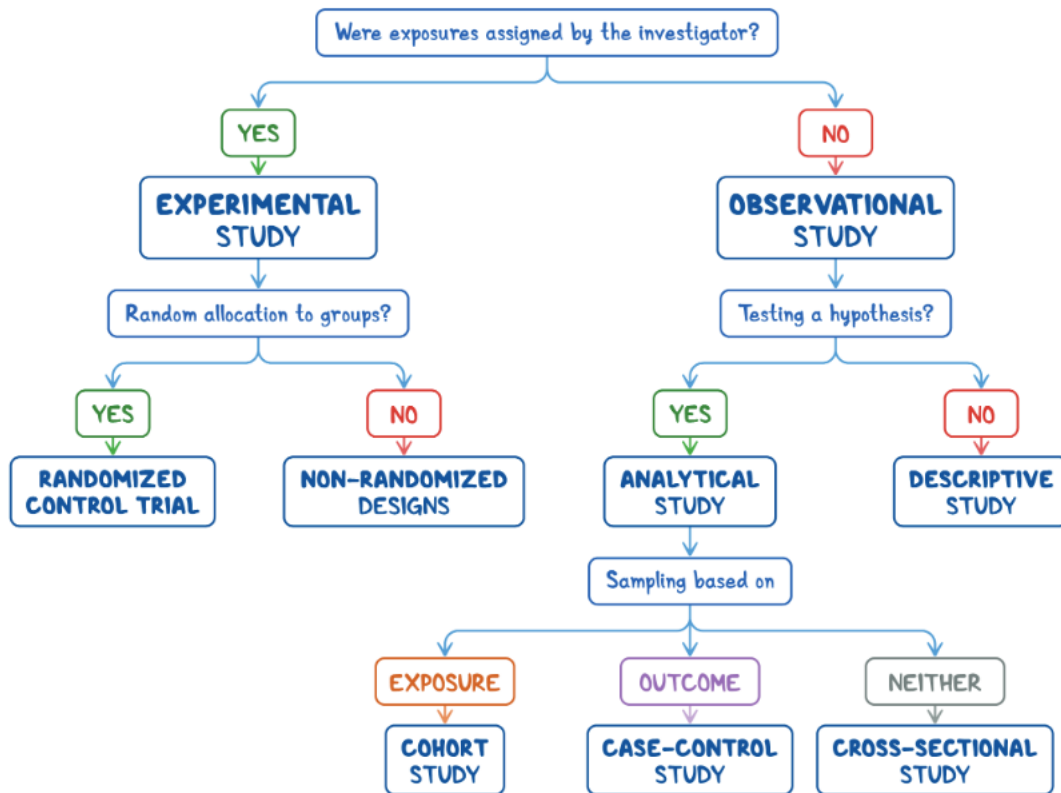 Were exposures assigned by the investigator?
YES
NO
EXPERIMENTAL
STUDY
OBSERVATIONAL
STUDY
Random allocation to groups?
Testing a hypothesis?
YES
NO
YES
NO
RANDOMIZED
CONTROL TRIAL
NON-RANDOMIZED
DESIGNS
ANALYTICAL
STUDY
DESCRIPTIVE
STUDY
Sampling based on
EXPOSURE
OUTCOME
NEITHER
COHORT
STUDY
CASE-CONTROL
STUDY
CROSS-SECTIONAL
STUDY